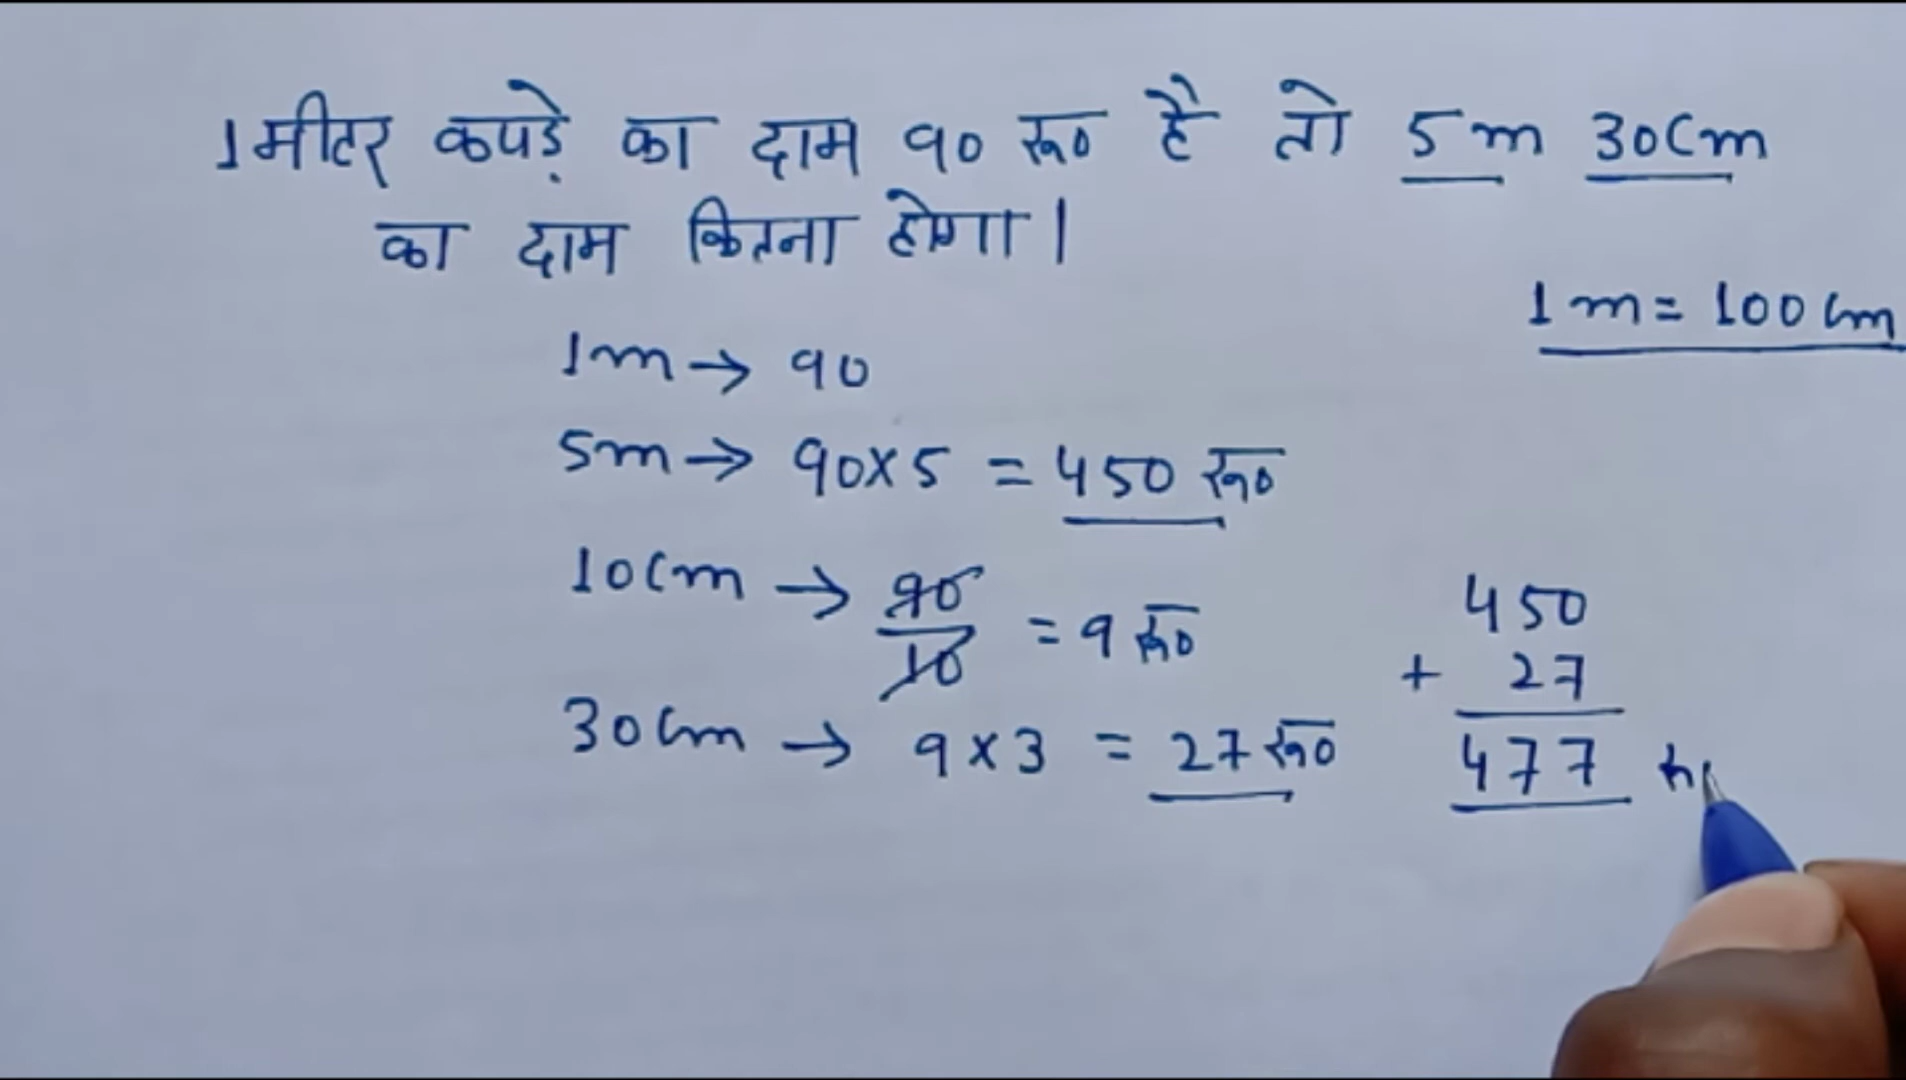 1 मीटर कपड़े का दाम 90 रू० है तो 5m 30cm
का दाम कितना होगा।
1m = 100cm
1m → 90
5m → 90×5 = 450 रू०
10cm → 90/10 = 9 रू०
30cm → 9×3 = 27 रू०
450
+ 27
477